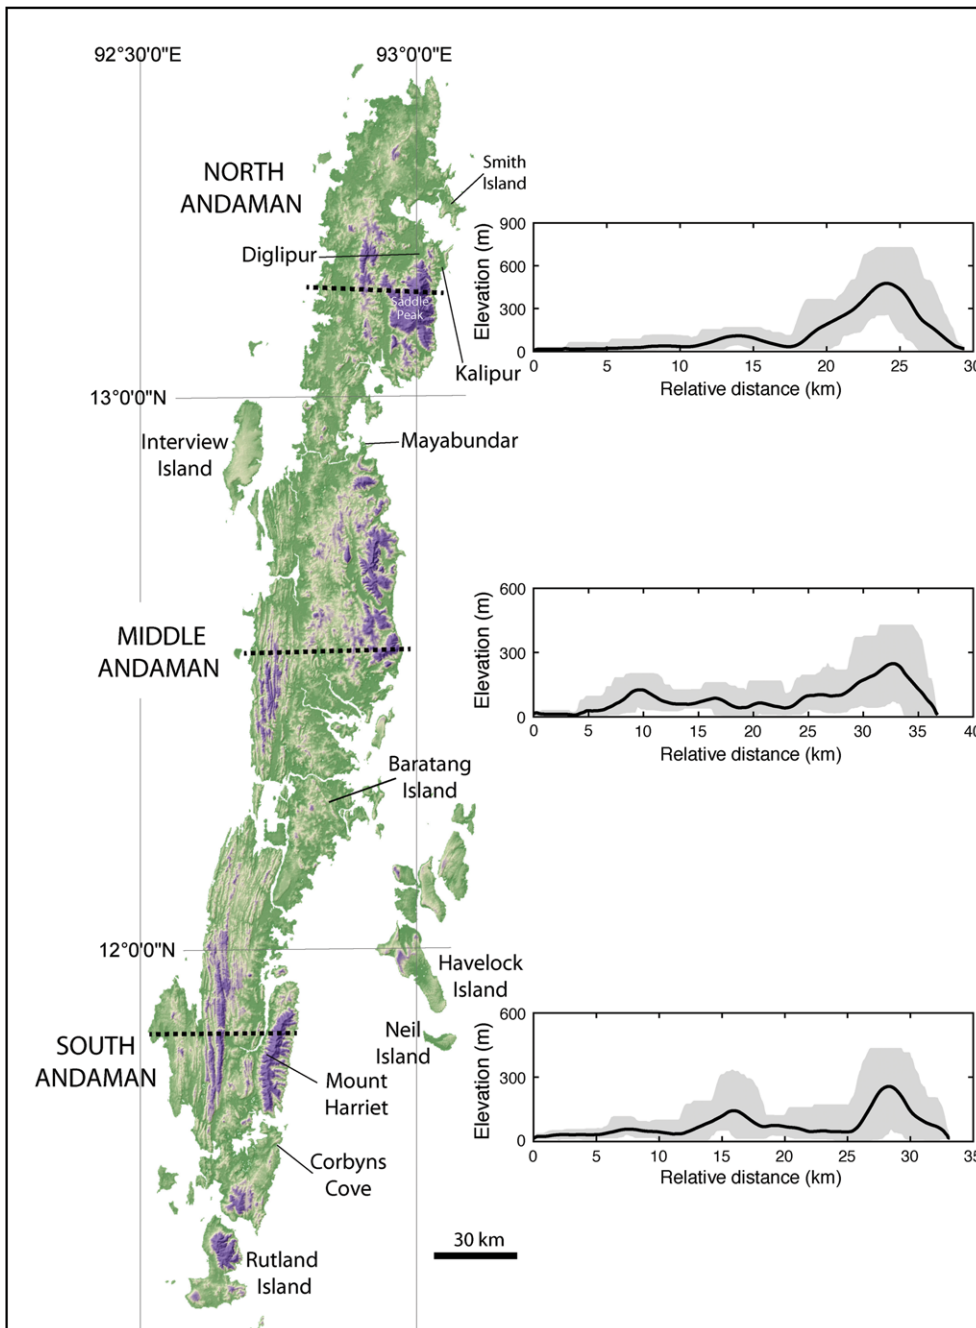 92°30'0"E
93°0'0"E
NORTH
ANDAMAN
Smith
Island
Diglipur
Saddle
Peak
Kalipur
13°0'0"N
Interview
Island
Mayabundar
MIDDLE
ANDAMAN
Baratang
Island
12°0'0"N
Havelock
Island
Neil
Island
SOUTH
ANDAMAN
Mount
Harriet
Corbyns
Cove
30 km
Rutland
Island
Elevation (m)
900
600
300
0
0 5 10 15 20 25 30
Relative distance (km)
Elevation (m)
600
300
0
0 5 10 15 20 25 30 35 40
Relative distance (km)
Elevation (m)
600
300
0
0 5 10 15 20 25 30 35
Relative distance (km)